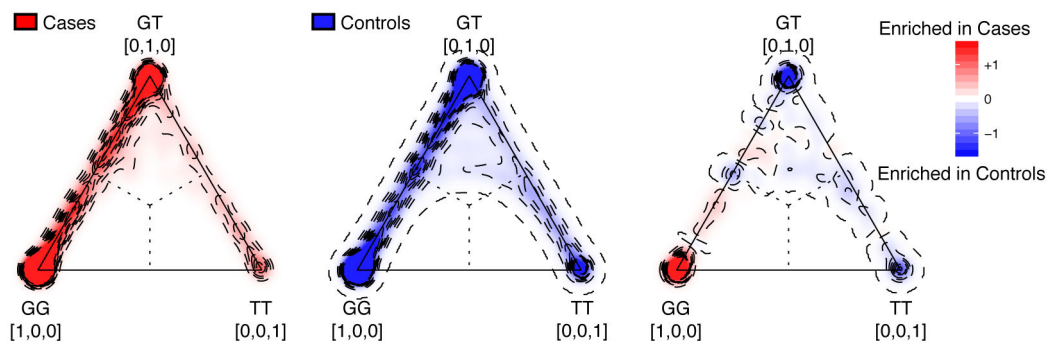 Cases
GT
[0,1,0]
GG
[1,0,0]
TT
[0,0,1]
Controls
GT
[0,1,0]
GG
[1,0,0]
TT
[0,0,1]
GT
[0,1,0]
GG
[1,0,0]
TT
[0,0,1]
Enriched in Cases
+1
0
−1
Enriched in Controls